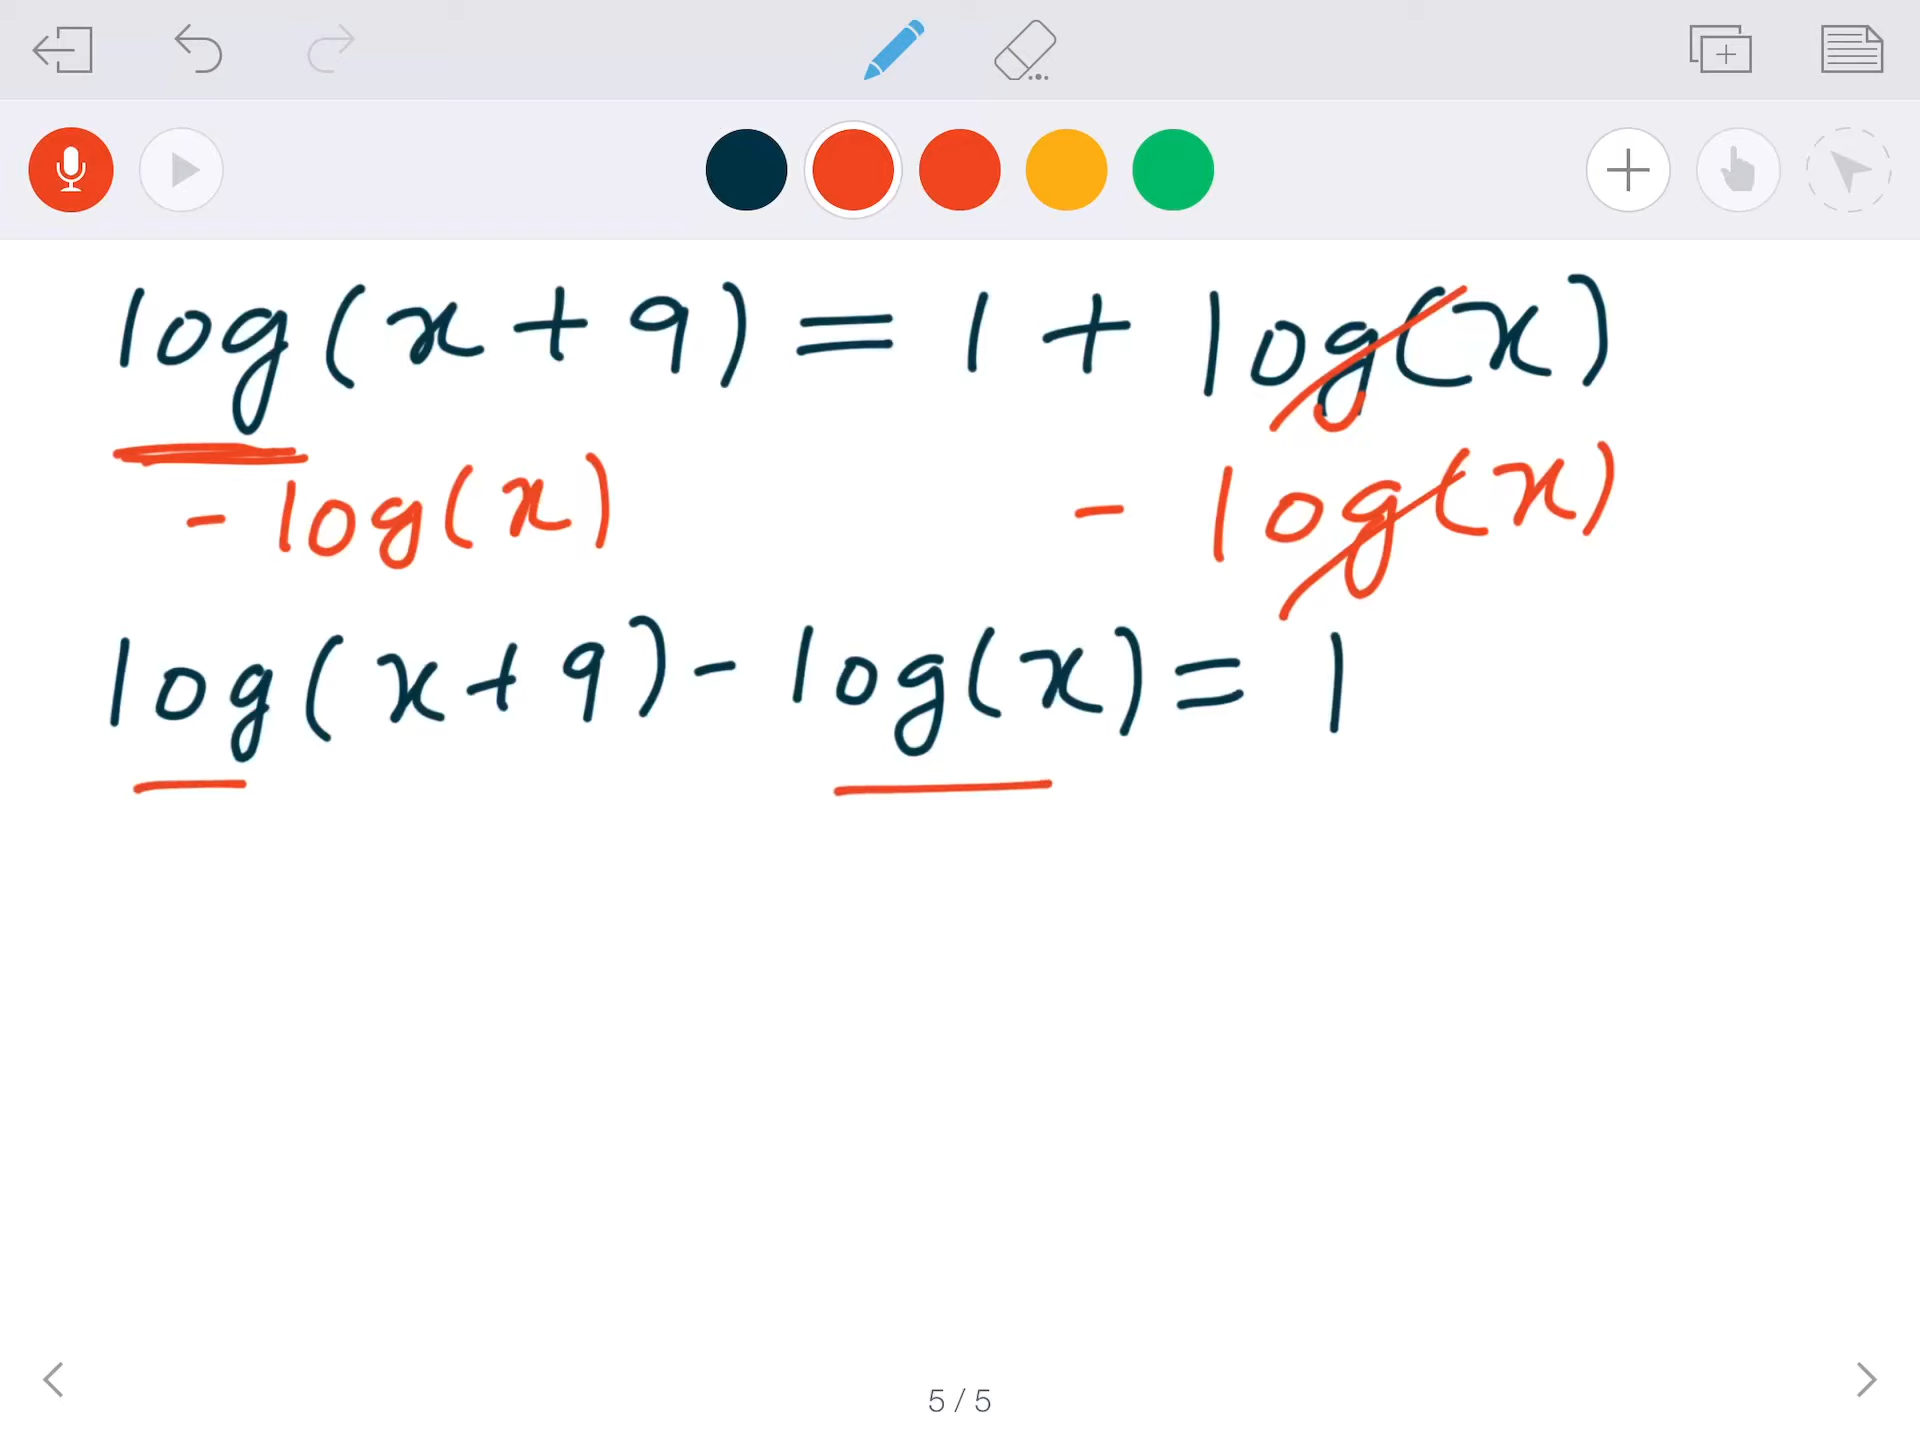 log(x+9) = 1 + log(x)
- log(x) - log(x)
log(x+9) - log(x) = 1
5 / 5